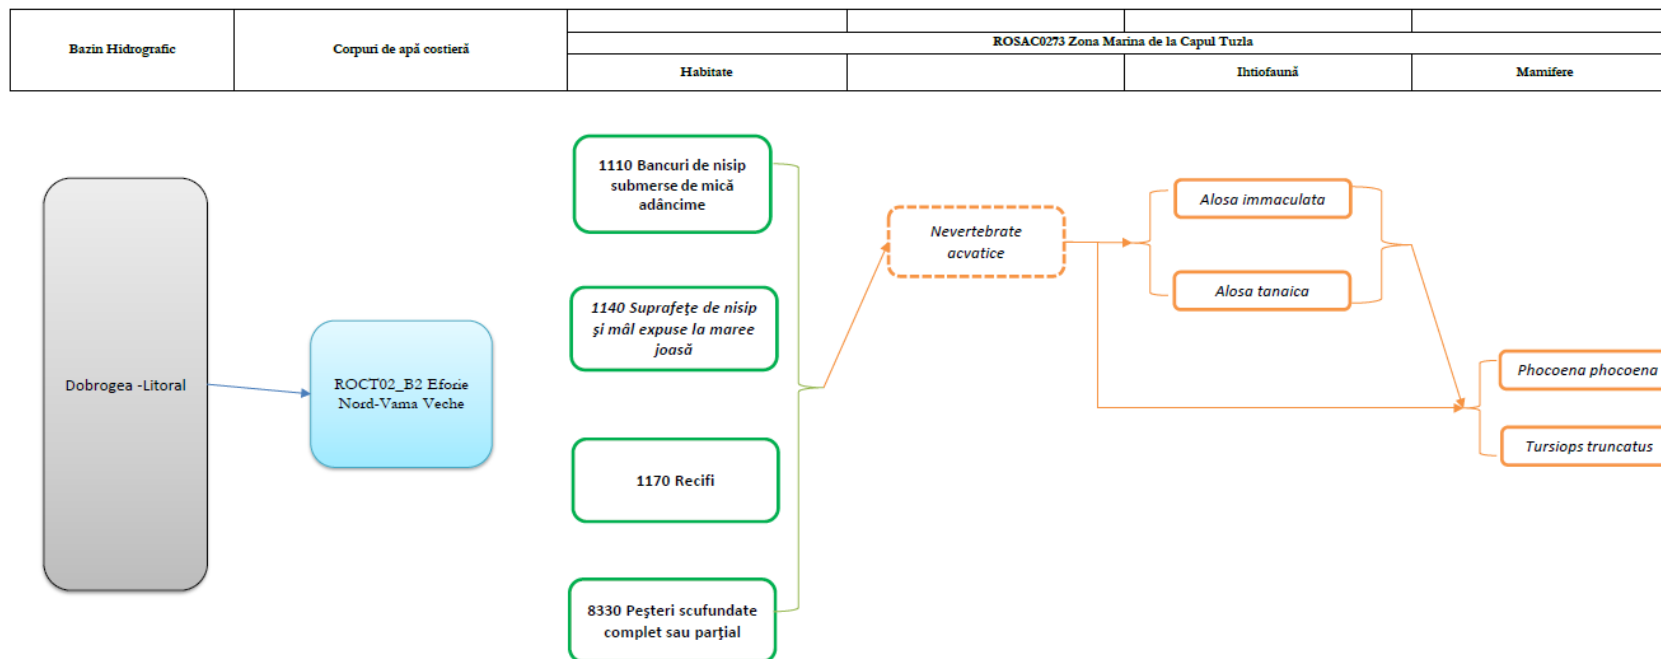 Bazin Hidrografic
Corpuri de apă costieră
ROSAC0273 Zona Marina de la Capul Tuzla
Habitate
Ihtiofaună
Mamifere
Dobrogea -Litoral
ROCT02_B2 Eforie
Nord-Vama Veche
1110 Bancuri de nisip
submerse de mică
adâncime
1140 Suprafețe de nisip
și mâl expuse la maree
joasă
1170 Recifi
8330 Peșteri scufundate
complet sau parțial
Nevertebrate
acvatice
Alosa immaculata
Alosa tanaica
Phocoena phocoena
Tursiops truncatus